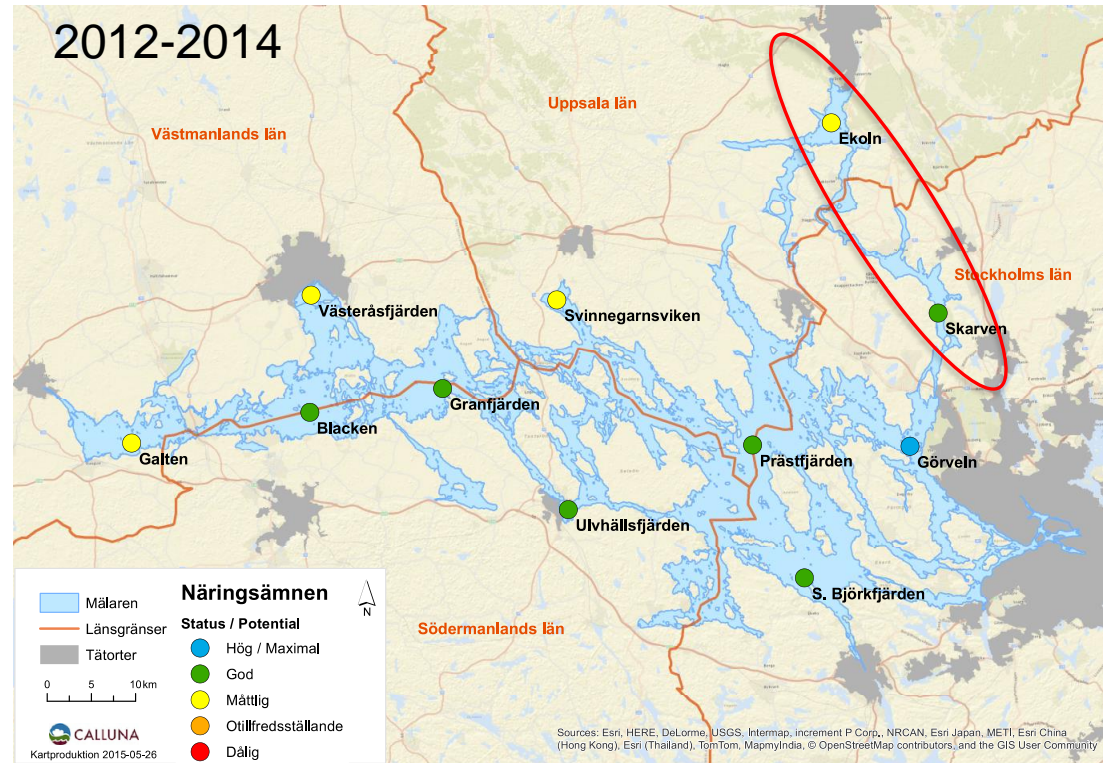 2012-2014
Uppsala län
Västmanlands län
Ekoln
Stockholms län
Västeråsfjärden
Svinnegarnsviken
Skarven
Granfjärden
Blacken
Galten
Prästfjärden
Görveln
Ulvhällsfjärden
S. Björkfjärden
Södermanlands län
Mälaren
Länsgränser
Tätorter
0 5 10 km
CALLUNA
Kartproduktion 2015-05-26
Näringsämnen
N
Status / Potential
Hög / Maximal
God
Måttlig
Otillfredsställande
Dålig
Sources: Esri, HERE, DeLorme, USGS, Intermap, increment P Corp., NRCAN, Esri Japan, METI, Esri China
(Hong Kong), Esri (Thailand), TomTom, MapmyIndia, © OpenStreetMap contributors, and the GIS User Community